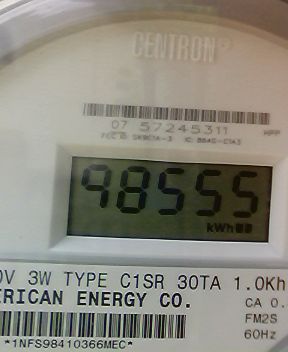 CENTRON®
07 57245311
98555
kWh
0V 3W TYPE C1SR 30TA 1.0Kh
ERICAN ENERGY CO.
CA 0.
FM2S
60Hz
*1NFS98410366MEC*